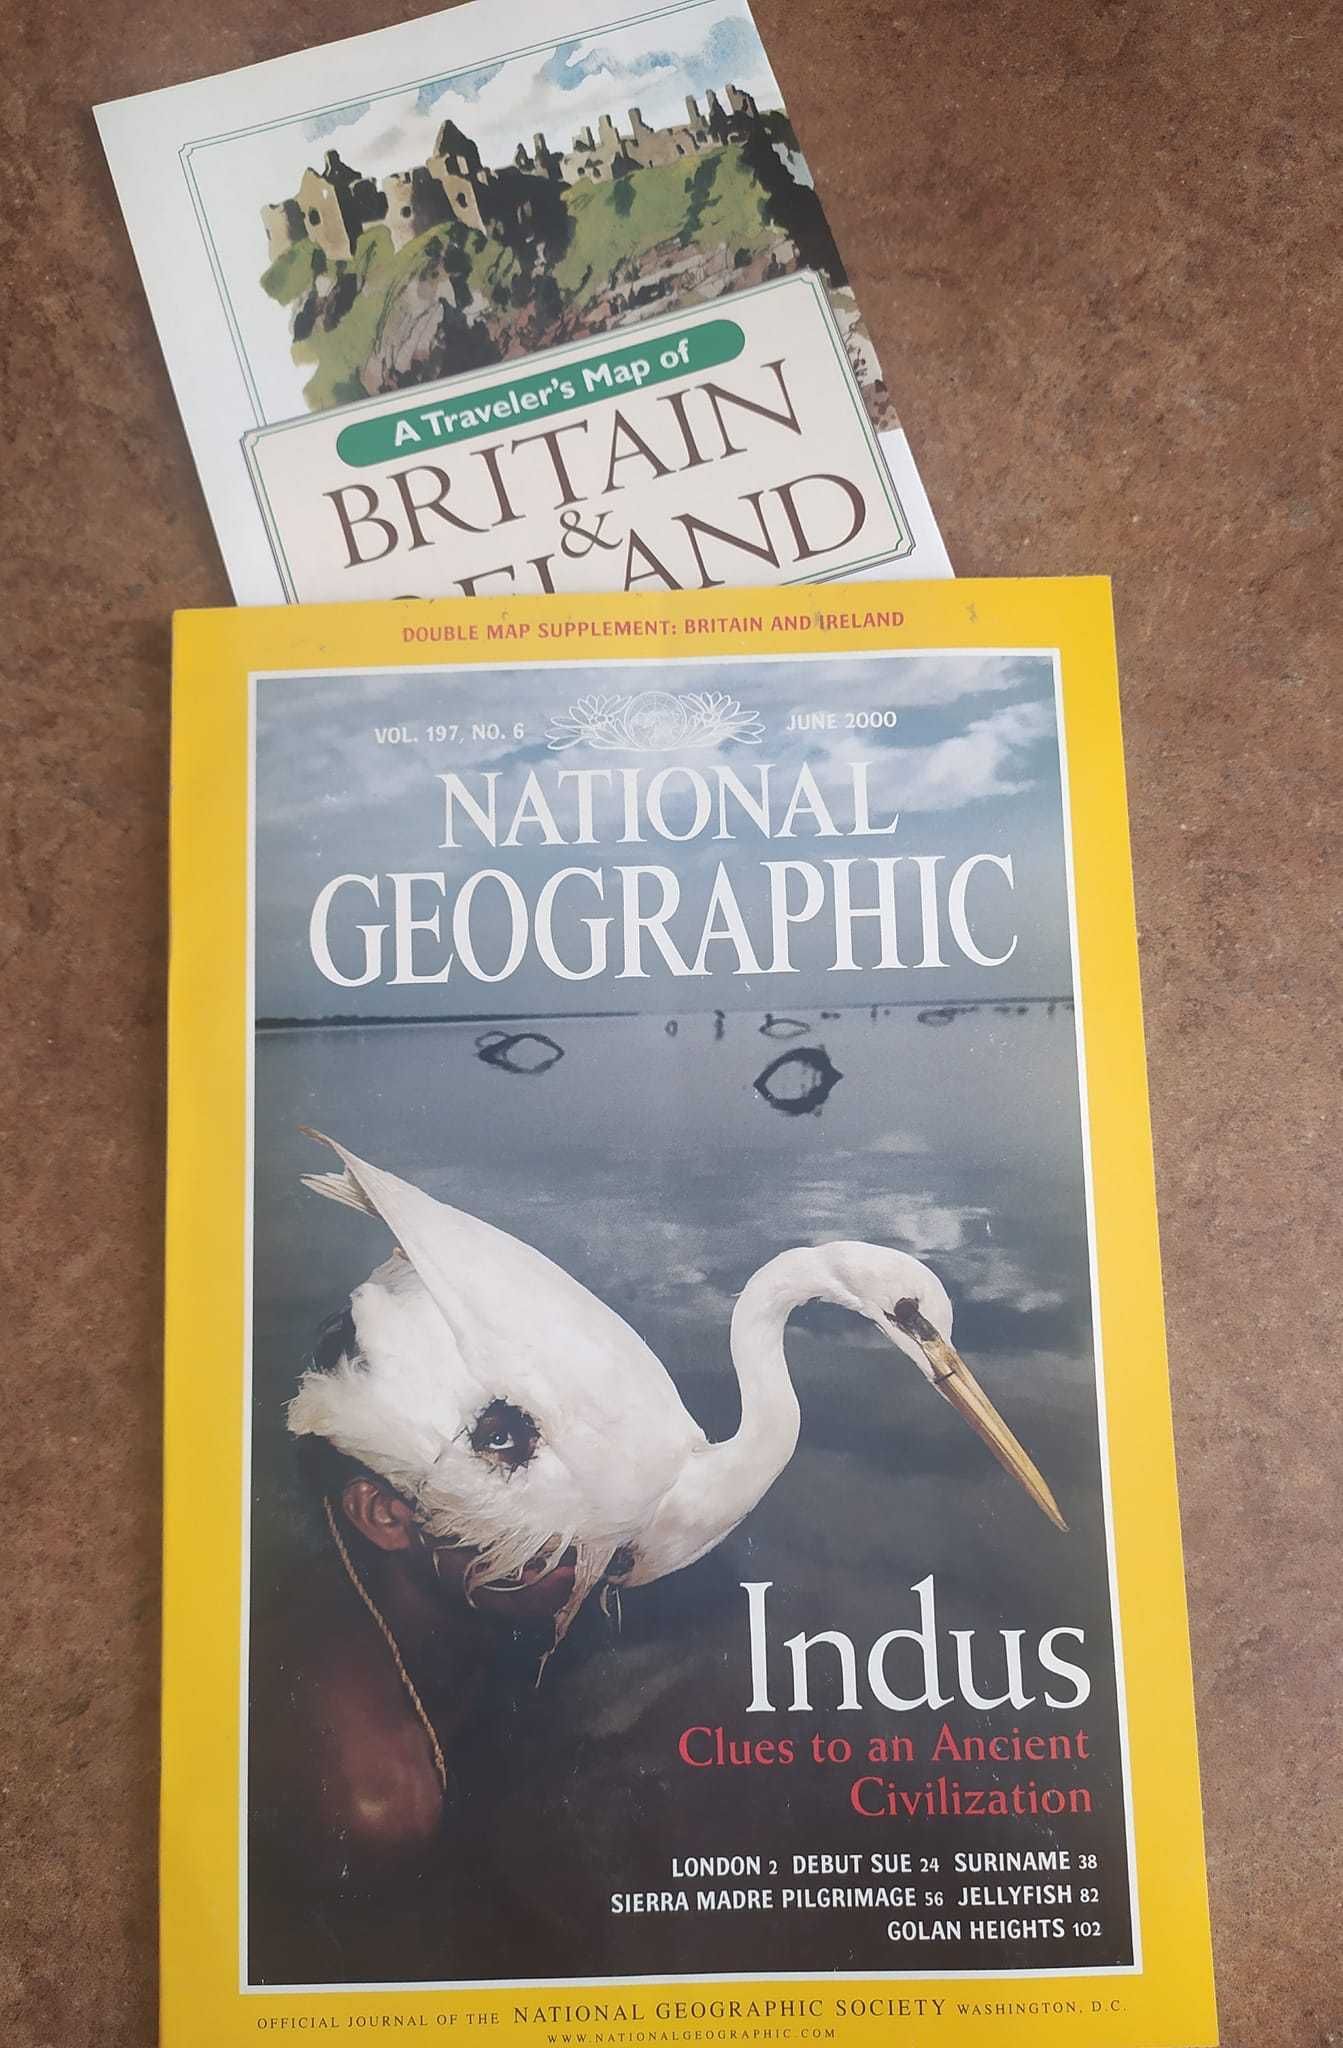 A Traveler's Map of
BRITAIN
&
IRELAND
DOUBLE MAP SUPPLEMENT: BRITAIN AND IRELAND
VOL. 197, NO. 6 JUNE 2000
NATIONAL
GEOGRAPHIC
Indus
Clues to an Ancient
Civilization
LONDON 2 DEBUT SUE 24 SURINAME 38
SIERRA MADRE PILGRIMAGE 56 JELLYFISH 82
GOLAN HEIGHTS 102
OFFICIAL JOURNAL OF THE NATIONAL GEOGRAPHIC SOCIETY WASHINGTON, D.C.
WWW.NATIONALGEOGRAPHIC.COM